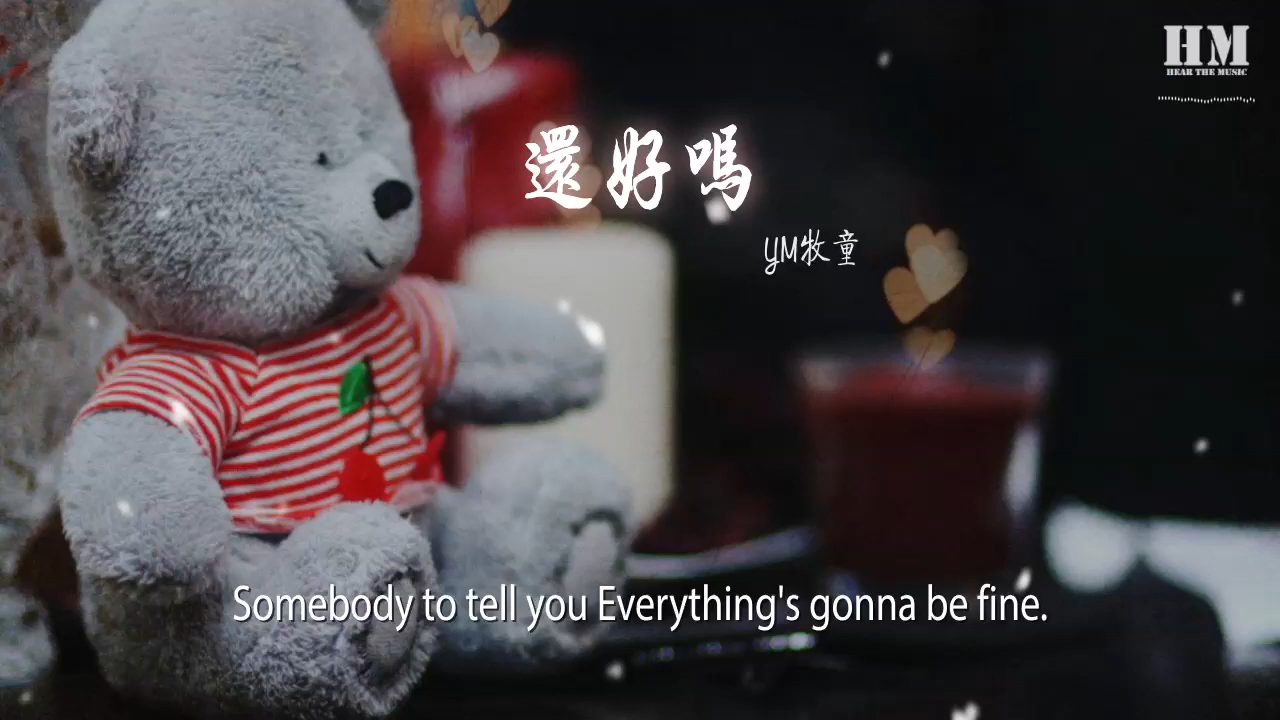 HM
HEAR THE MUSIC
還好嗎
YM牧童
Somebody to tell you Everything's gonna be fine.